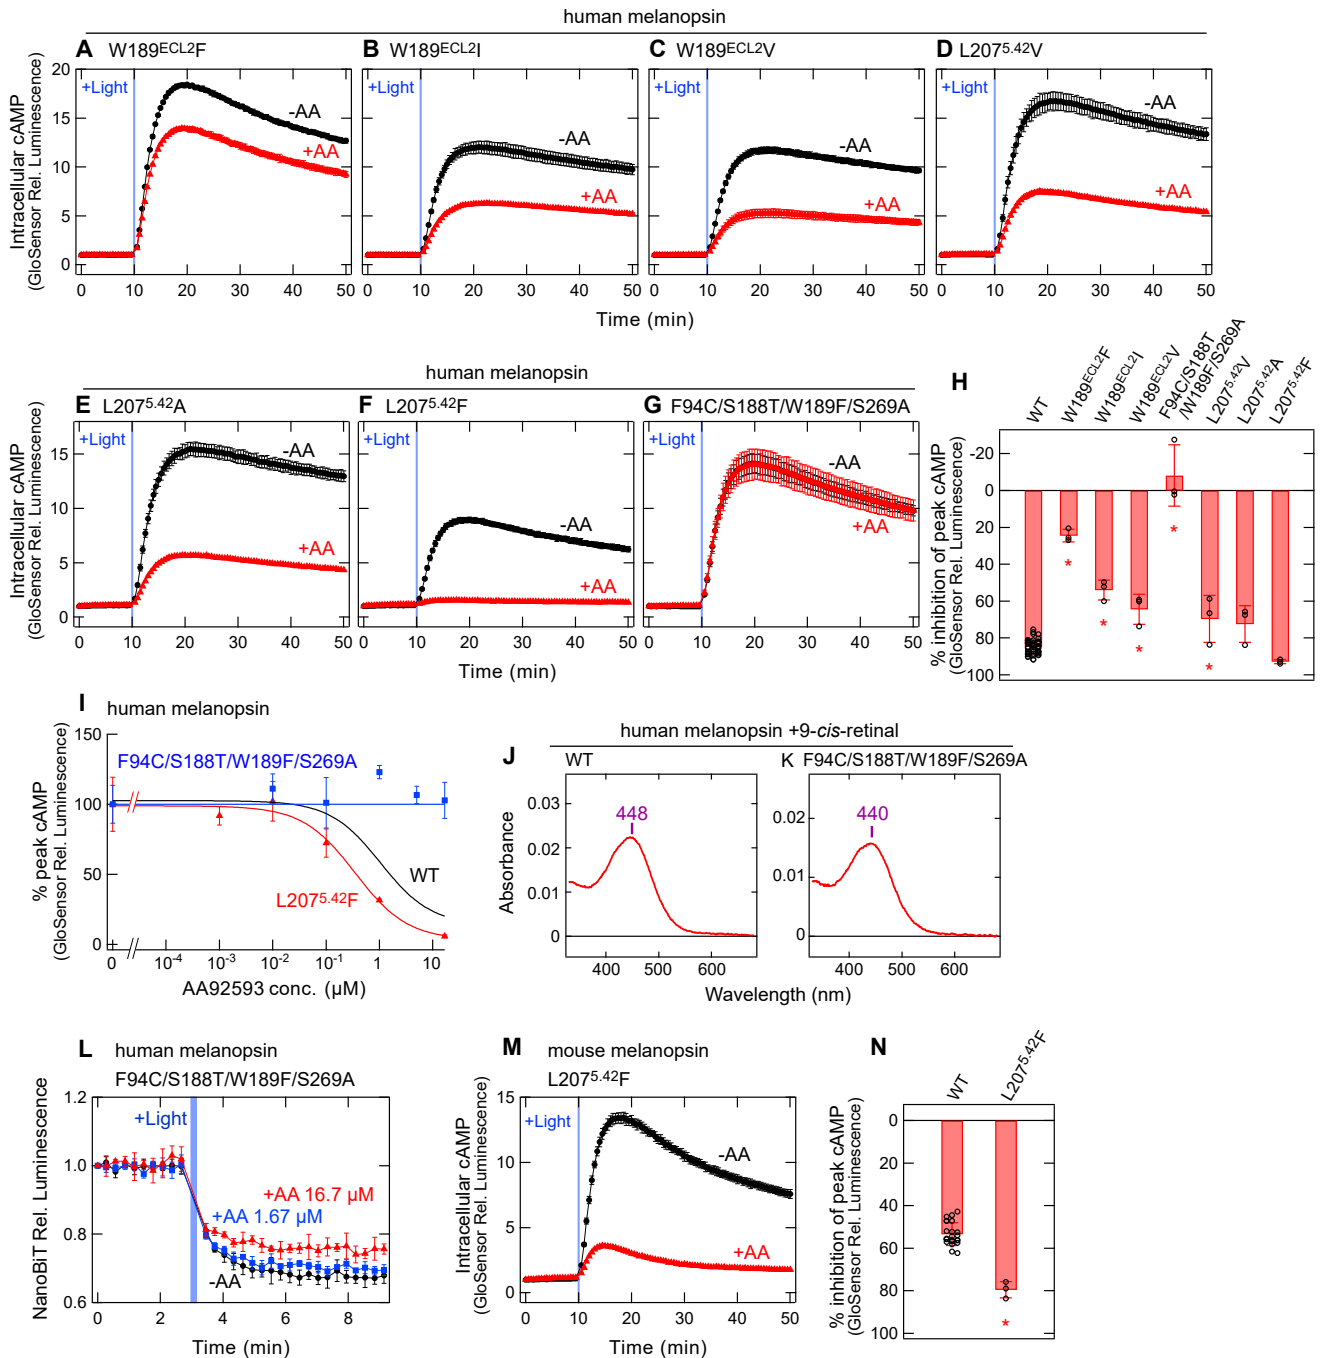 human melanopsin
A W189ECL2F
B W189ECL2I
C W189ECL2V
D L2075.42V
Intracellular cAMP
(GloSensor Rel. Luminescence)
20
15
10
5
0
+Light
-AA
+AA
+Light
-AA
+AA
+Light
-AA
+AA
+Light
-AA
+AA
0 10 20 30 40 50
0 10 20 30 40 50
0 10 20 30 40 50
0 10 20 30 40 50
Time (min)
human melanopsin
E L2075.42A
F L2075.42F
G F94C/S188T/W189F/S269A
Intracellular cAMP
(GloSensor Rel. Luminescence)
15
10
5
0
+Light
-AA
+AA
+Light
-AA
+AA
+Light
-AA
+AA
0 10 20 30 40 50
0 10 20 30 40 50
0 10 20 30 40 50
Time (min)
Time (min)
Time (min)
H
WT
W189ECL2F
W189ECL2I
W189ECL2V
F94C/S188T
/W189F/S269A
L2075.42V
L2075.42A
L2075.42F
% inhibition of peak cAMP
(GloSensor Rel. Luminescence)
-20
0
20
40
60
80
100
*
*
*
*
*
I human melanopsin
% peak cAMP
(GloSensor Rel. Luminescence)
150
100
50
0
F94C/S188T/W189F/S269A
WT
L2075.42F
0 10-4 10-3 10-2 10-1 1 10
AA92593 conc. (µM)
human melanopsin +9-cis-retinal
J WT
K F94C/S188T/W189F/S269A
Absorbance
0.03
0.02
0.01
0
448
400 500 600
0.02
0.01
0
440
400 500 600
Wavelength (nm)
L human melanopsin
F94C/S188T/W189F/S269A
NanoBiT Rel. Luminescence
1.0
0.8
0.6
+Light
+AA 16.7 µM
+AA 1.67 µM
-AA
0 2 4 6 8
Time (min)
M mouse melanopsin
L2075.42F
Intracellular cAMP
(GloSensor Rel. Luminescence)
15
10
5
0
+Light
-AA
+AA
0 10 20 30 40 50
Time (min)
N
WT
L2075.42F
% inhibition of peak cAMP
(GloSensor Rel. Luminescence)
0
20
40
60
80
100
*